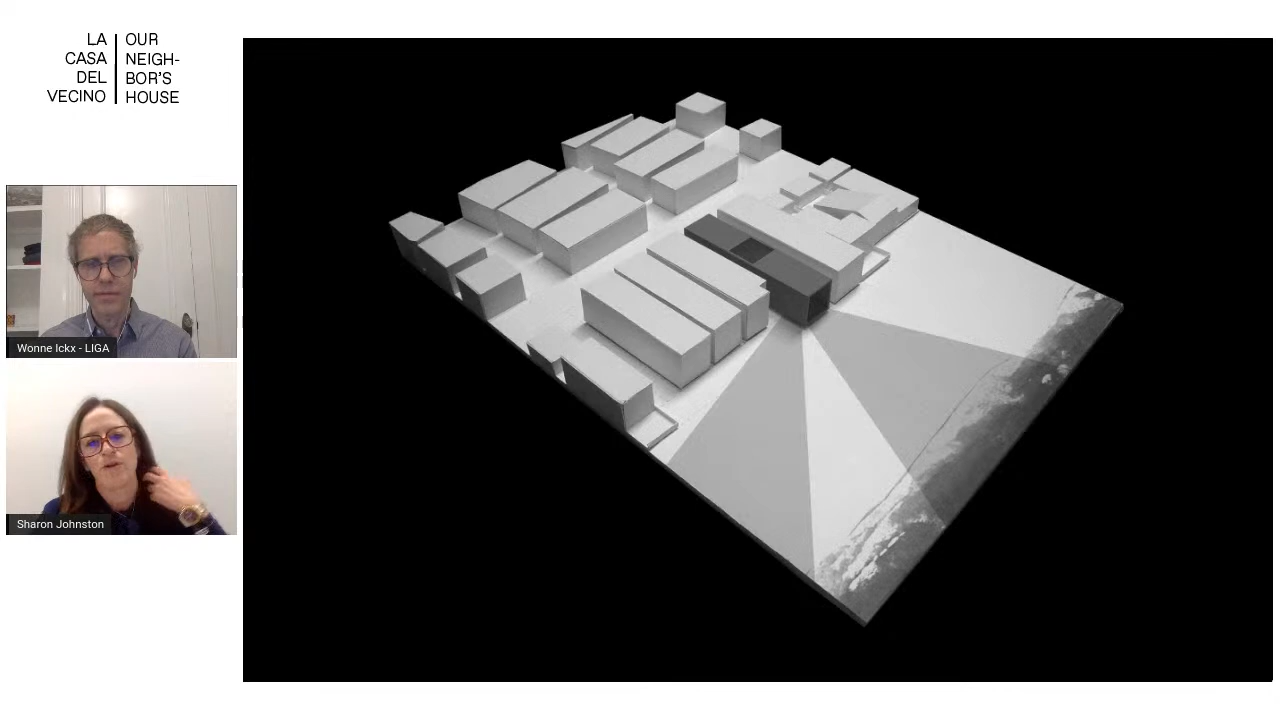 LA
CASA
DEL
VECINO
OUR
NEIGH-
BOR'S
HOUSE
Wonne Ickx - LIGA
Sharon Johnston